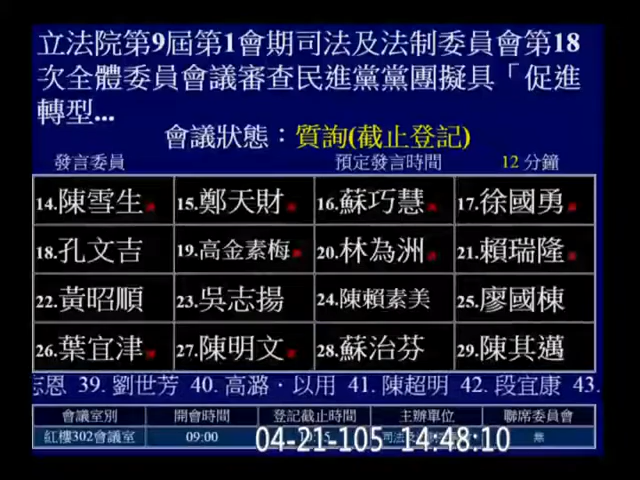 立法院第9屆第1會期司法及法制委員會第18
次全體委員會議審查民進黨黨團擬具「促進
轉型...
會議狀態：質詢(截止登記)
發言委員 預定發言時間 12分鐘
14.陳雪生 15.鄭天財 16.蘇巧慧 17.徐國勇
18.孔文吉 19.高金素梅 20.林為洲 21.賴瑞隆
22.黃昭順 23.吳志揚 24.陳賴素美 25.廖國棟
26.葉宜津 27.陳明文 28.蘇治芬 29.陳其邁
志恩 39. 劉世芳 40. 高潞．以用 41. 陳超明 42. 段宜康 43.
會議室別 開會時間 登記截止時間 主辦單位 聯席委員會
紅樓302會議室 09:00 司法及 無
04-21-105 14:48:10